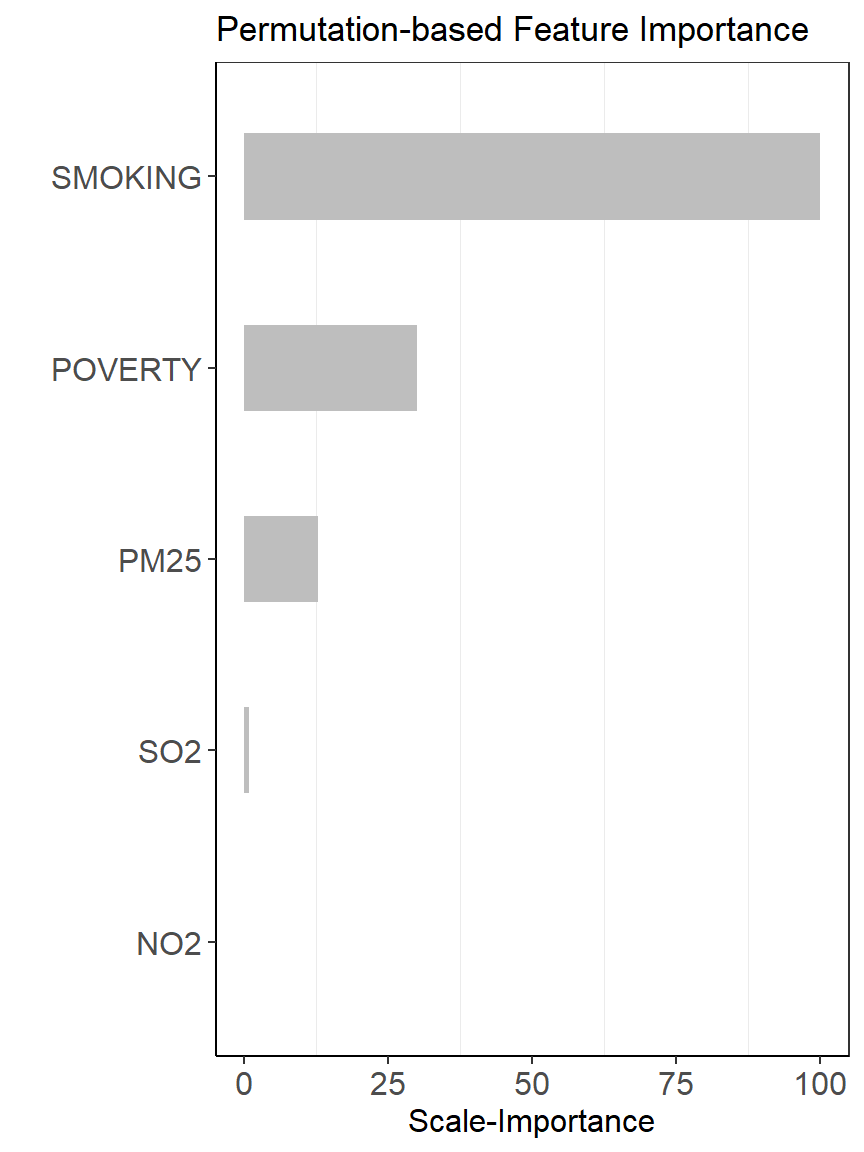 Permutation-based Feature Importance
SMOKING
POVERTY
PM25
SO2
NO2
0 25 50 75 100
Scale-Importance